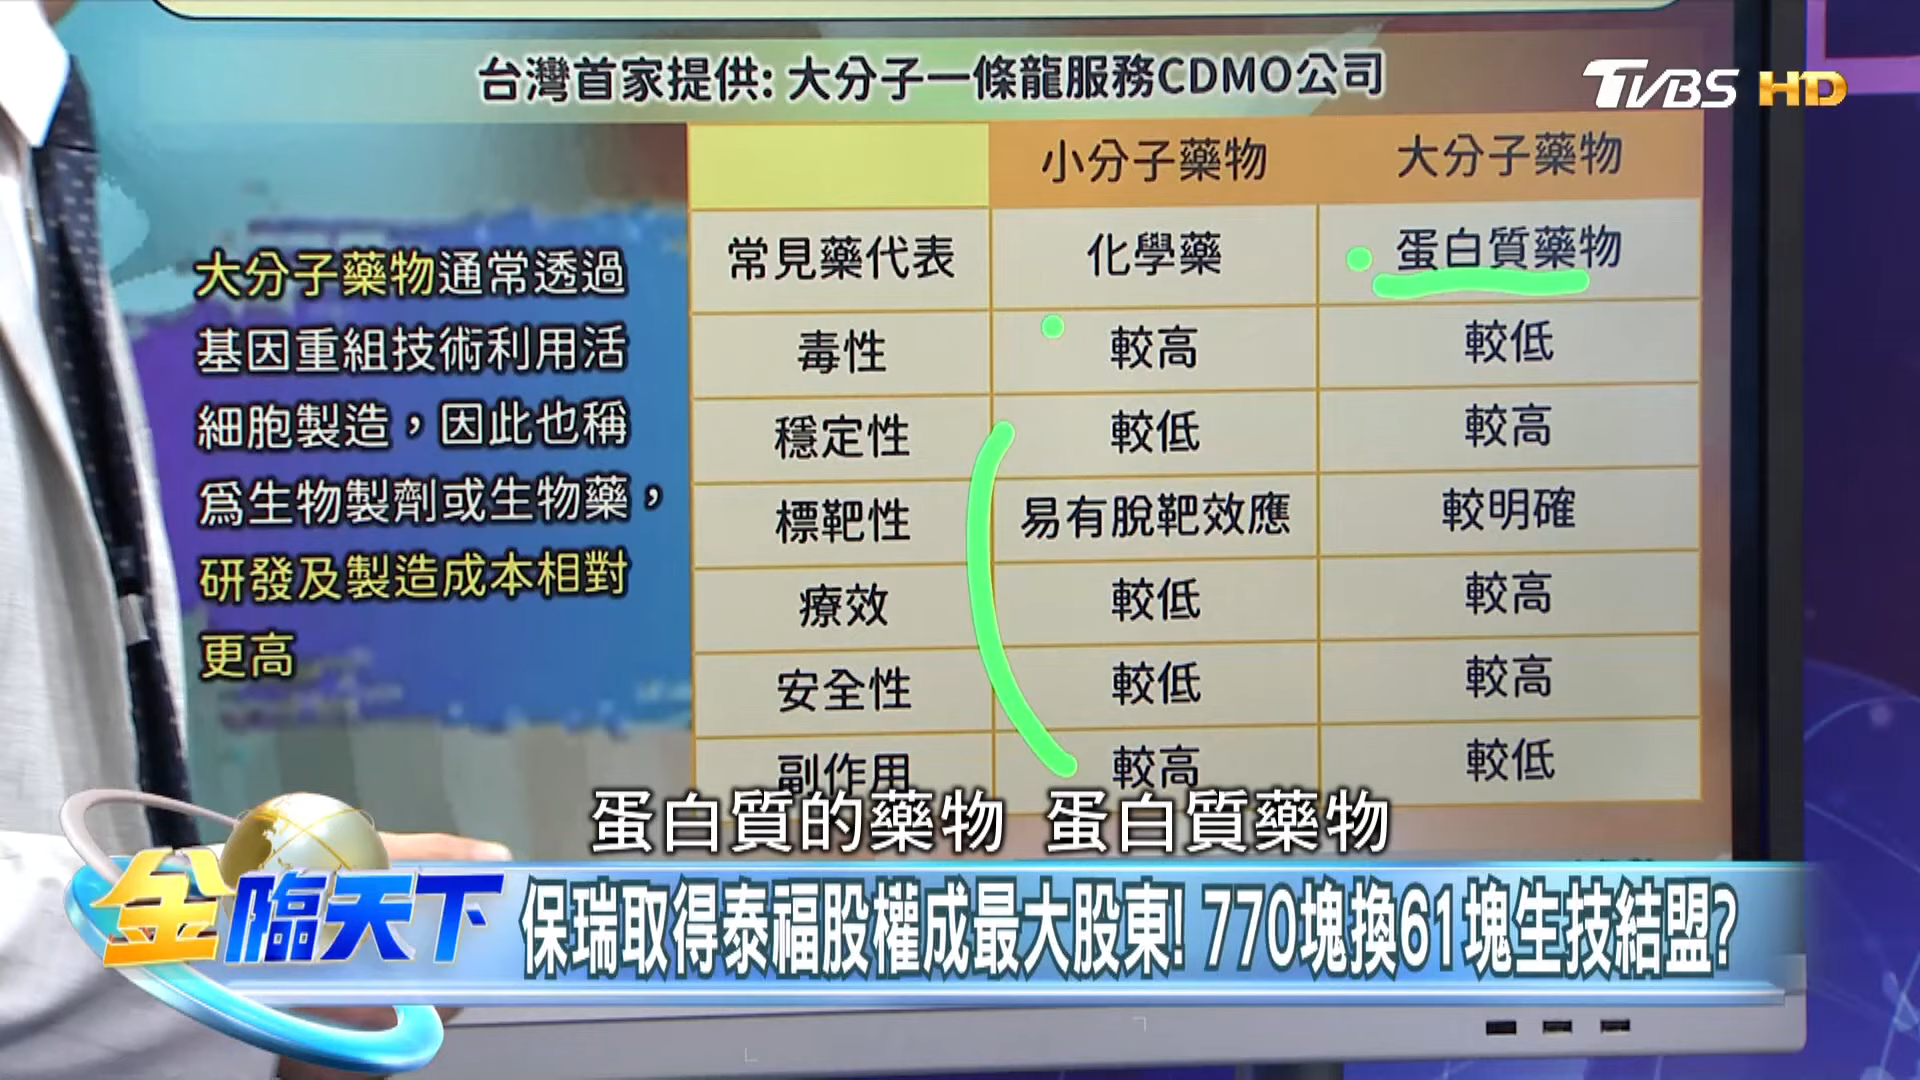 台灣首家提供: 大分子一條龍服務CDMO公司
TVBS HD
大分子藥物通常透過
基因重組技術利用活
細胞製造，因此也稱
爲生物製劑或生物藥，
研發及製造成本相對
更高
小分子藥物 大分子藥物
常見藥代表 化學藥 蛋白質藥物
毒性 較高 較低
穩定性 較低 較高
標靶性 易有脫靶效應 較明確
療效 較低 較高
安全性 較低 較高
副作用 較高 較低
蛋白質的藥物 蛋白質藥物
金臨天下
保瑞取得泰福股權成最大股東! 770塊換61塊生技結盟?